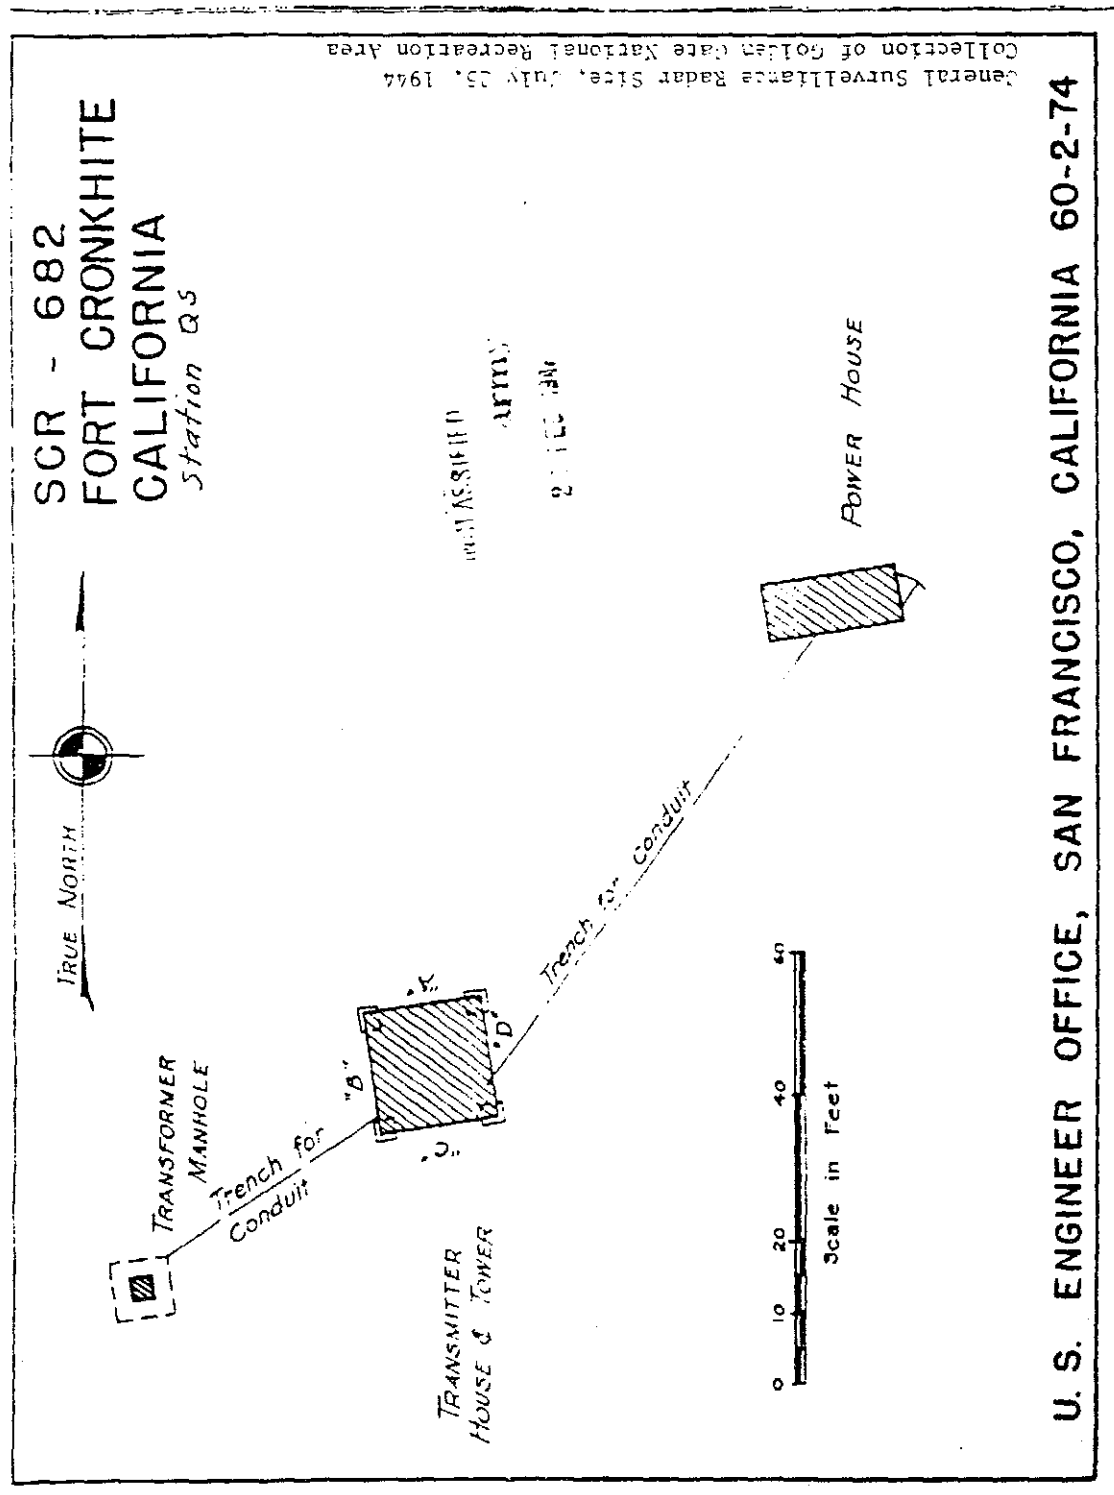 General Surveillance Radar Site, July 25, 1944
Collection of Golden Gate National Recreation Area
SCR - 682
FORT CRONKHITE
CALIFORNIA
Station QS
TRUE NORTH
TRANSFORMER
MANHOLE
Trench for
Conduit
"B"
"A"
"C"
"D"
TRANSMITTER
HOUSE & TOWER
Trench for Conduit
Army
POWER HOUSE
0 10 20 40 60
Scale in Feet
U. S. ENGINEER OFFICE, SAN FRANCISCO, CALIFORNIA 60-2-74